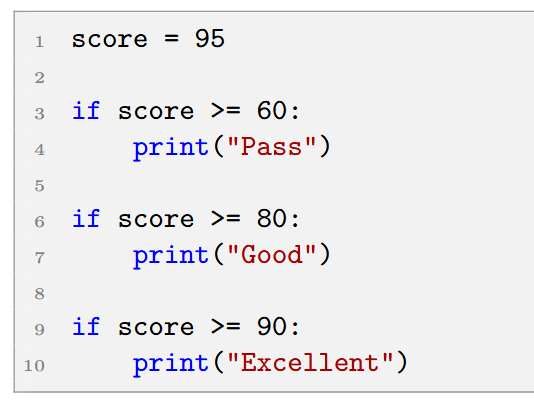 1 score = 95
2
3 if score >= 60:
4     print("Pass")
5
6 if score >= 80:
7     print("Good")
8
9 if score >= 90:
10     print("Excellent")